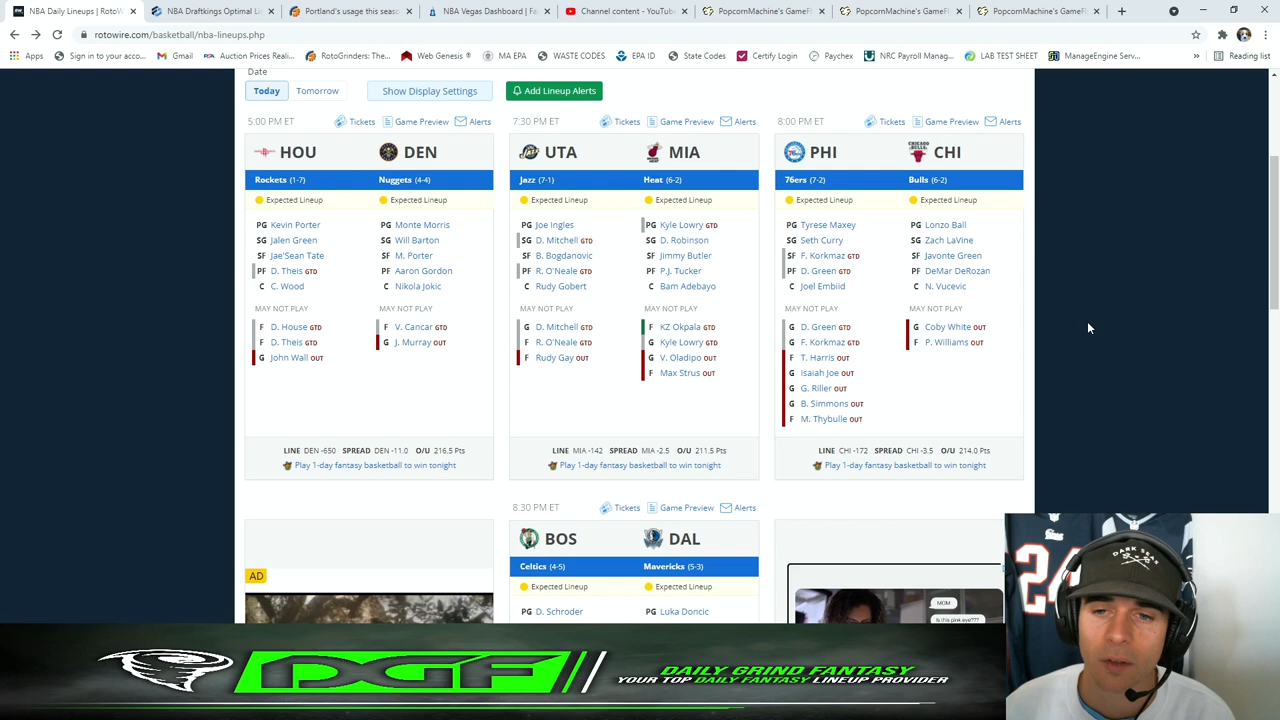 NBA Daily Lineups | RotoW
NBA Draftkings Optimal Li
Portland's usage this seaso
NBA Vegas Dashboard | Fa
Channel content - YouTube
PopcornMachine's GameFl
PopcornMachine's GameFl
PopcornMachine's GameFl
rotowire.com/basketball/nba-lineups.php
Apps
Sign in to your acco...
Gmail
Auction Prices Reali...
RotoGrinders: The...
Web Genesis ®
MA EPA
WASTE CODES
EPA ID
State Codes
Certify Login
Paychex
NRC Payroll Manag...
LAB TEST SHEET
ManageEngine Serv...
Reading list
Date
Today Tomorrow Show Display Settings Add Lineup Alerts
5:00 PM ET Tickets Game Preview Alerts
HOU DEN
Rockets (1-7) Nuggets (4-4)
Expected Lineup Expected Lineup
PG Kevin Porter PG Monte Morris
SG Jalen Green SG Will Barton
SF Jae'Sean Tate SF M. Porter
PF D. Theis GTD PF Aaron Gordon
C C. Wood C Nikola Jokic
MAY NOT PLAY MAY NOT PLAY
F D. House GTD F V. Cancar GTD
F D. Theis GTD G J. Murray OUT
G John Wall OUT
LINE DEN -650 SPREAD DEN -11.0 O/U 216.5 Pts
Play 1-day fantasy basketball to win tonight
7:30 PM ET Tickets Game Preview Alerts
UTA MIA
Jazz (7-1) Heat (6-2)
Expected Lineup Expected Lineup
PG Joe Ingles PG Kyle Lowry GTD
SG D. Mitchell GTD SG D. Robinson
SF B. Bogdanovic SF Jimmy Butler
PF R. O'Neale GTD PF P.J. Tucker
C Rudy Gobert C Bam Adebayo
MAY NOT PLAY MAY NOT PLAY
G D. Mitchell GTD F KZ Okpala GTD
F R. O'Neale GTD G Kyle Lowry GTD
F Rudy Gay OUT G V. Oladipo OUT
F Max Strus OUT
LINE MIA -142 SPREAD MIA -2.5 O/U 211.5 Pts
Play 1-day fantasy basketball to win tonight
8:00 PM ET Tickets Game Preview Alerts
PHI CHI
76ers (7-2) Bulls (6-2)
Expected Lineup Expected Lineup
PG Tyrese Maxey PG Lonzo Ball
SG Seth Curry SG Zach LaVine
SF F. Korkmaz GTD SF Javonte Green
PF D. Green GTD PF DeMar DeRozan
C Joel Embiid C N. Vucevic
MAY NOT PLAY MAY NOT PLAY
G D. Green GTD G Coby White OUT
G F. Korkmaz GTD F P. Williams OUT
F T. Harris OUT
G Isaiah Joe OUT
G G. Riller OUT
G B. Simmons OUT
F M. Thybulle OUT
LINE CHI -172 SPREAD CHI -3.5 O/U 214.0 Pts
Play 1-day fantasy basketball to win tonight
8:30 PM ET Tickets Game Preview Alerts
BOS DAL
Celtics (4-5) Mavericks (5-3)
Expected Lineup Expected Lineup
PG D. Schroder PG Luka Doncic
AD
MOM
Is this pink eye???
DARK SEAS
24
DGF
DAILY GRIND FANTASY
YOUR TOP DAILY FANTASY LINEUP PROVIDER